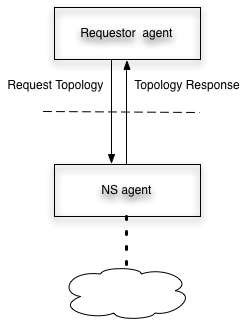 Requestor agent
Request Topology
Topology Response
NS agent